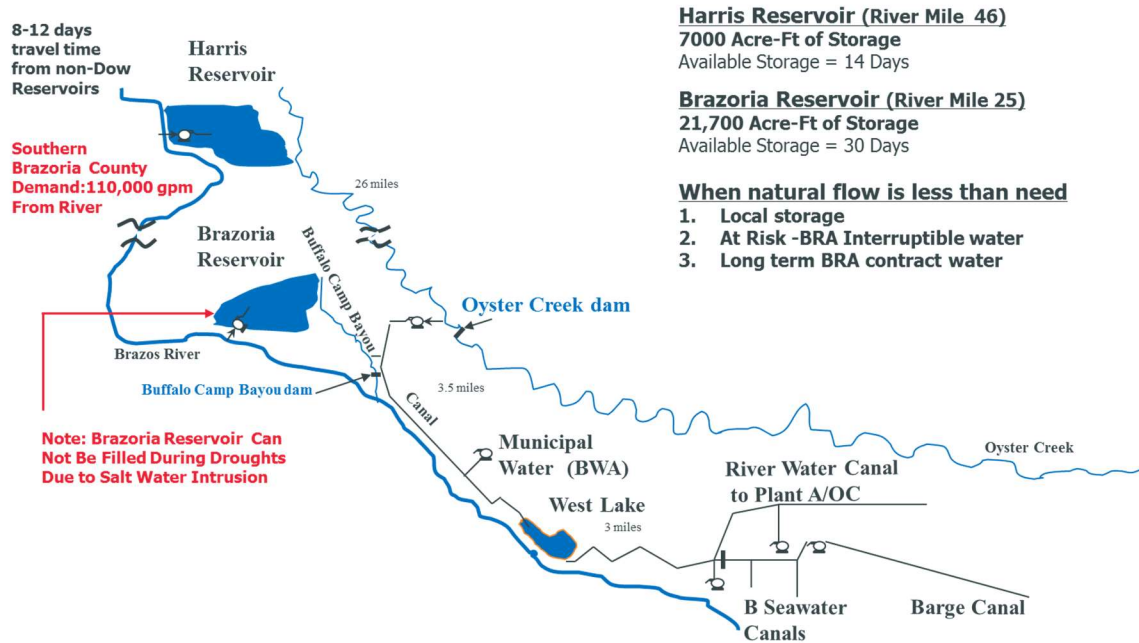 8-12 days
travel time
from non-Dow
Reservoirs
Harris
Reservoir
Harris Reservoir (River Mile 46)
7000 Acre-Ft of Storage
Available Storage = 14 Days
Brazoria Reservoir (River Mile 25)
21,700 Acre-Ft of Storage
Available Storage = 30 Days
When natural flow is less than need
1. Local storage
2. At Risk -BRA Interruptible water
3. Long term BRA contract water
Southern
Brazoria County
Demand:110,000 gpm
From River
26 miles
Brazoria
Reservoir
Buffalo Camp Bayou
Oyster Creek dam
Brazos River
Buffalo Camp Bayou dam
3.5 miles
Canal
Note: Brazoria Reservoir Can
Not Be Filled During Droughts
Due to Salt Water Intrusion
Municipal
Water (BWA)
Oyster Creek
River Water Canal
to Plant A/OC
West Lake
3 miles
B Seawater
Canals
Barge Canal